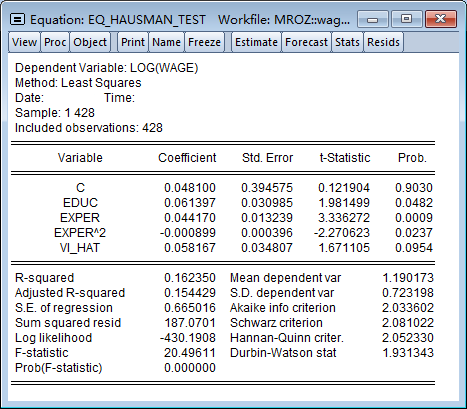 Equation: EQ_HAUSMAN_TEST Workfile: MROZ::wag...
View Proc Object Print Name Freeze Estimate Forecast Stats Resids
Dependent Variable: LOG(WAGE)
Method: Least Squares
Date: Time:
Sample: 1 428
Included observations: 428
Variable Coefficient Std. Error t-Statistic Prob.
C 0.048100 0.394575 0.121904 0.9030
EDUC 0.061397 0.030985 1.981499 0.0482
EXPER 0.044170 0.013239 3.336272 0.0009
EXPER^2 -0.000899 0.000396 -2.270623 0.0237
VI_HAT 0.058167 0.034807 1.671105 0.0954
R-squared 0.162350 Mean dependent var 1.190173
Adjusted R-squared 0.154429 S.D. dependent var 0.723198
S.E. of regression 0.665016 Akaike info criterion 2.033602
Sum squared resid 187.0701 Schwarz criterion 2.081022
Log likelihood -430.1908 Hannan-Quinn criter. 2.052330
F-statistic 20.49611 Durbin-Watson stat 1.931343
Prob(F-statistic) 0.000000